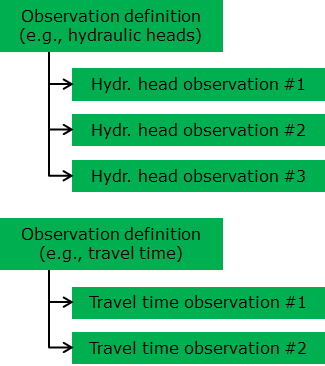 Observation definition
(e.g., hydraulic heads)
Hydr. head observation #1
Hydr. head observation #2
Hydr. head observation #3
Observation definition
(e.g., travel time)
Travel time observation #1
Travel time observation #2